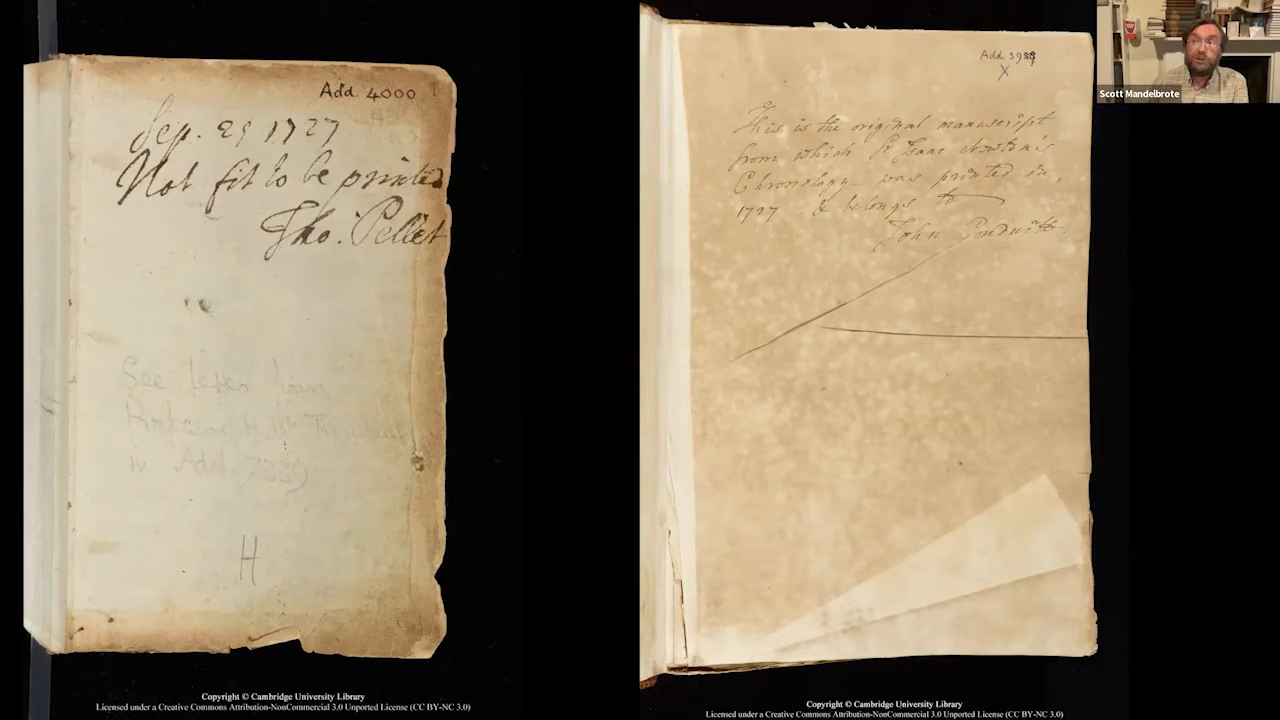 Add. 4000
Sep. 25 1727
Not fit to be printed
Tho: Pellet
See letter from
Professor H. W. Turnbull
in Add.
H
Copyright © Cambridge University Library
Licensed under a Creative Commons Attribution-NonCommercial 3.0 Unported License (CC BY-NC 3.0)
Add 398
X
This is the original manuscript
from which Sr Isaac Newton's
Chronology was printed in
1727 & belongs to
John Conduitt
Copyright © Cambridge University Library
Licensed under a Creative Commons Attribution-NonCommercial 3.0 Unported License (CC BY-NC 3.0)
Scott Mandelbrote